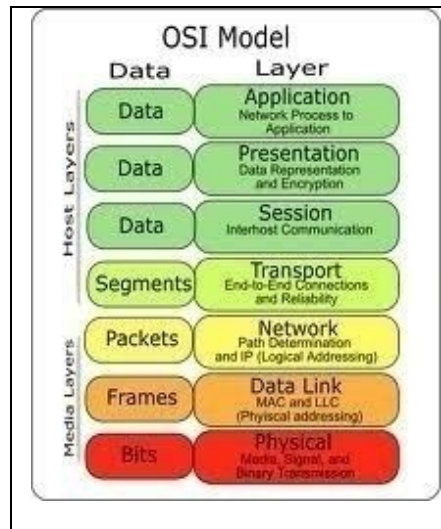 OSI Model
Data Layer
Host Layers
Data
Application
Network Process to
Application
Data
Presentation
Data Representation
and Encryption
Data
Session
Interhost Communication
Segments
Transport
End-to-End Connections
and Reliability
Media Layers
Packets
Network
Path Determination
and IP (Logical Addressing)
Frames
Data Link
MAC and LLC
(Phyiscal addressing)
Bits
Physical
Media, Signal, and
Binary Transmission